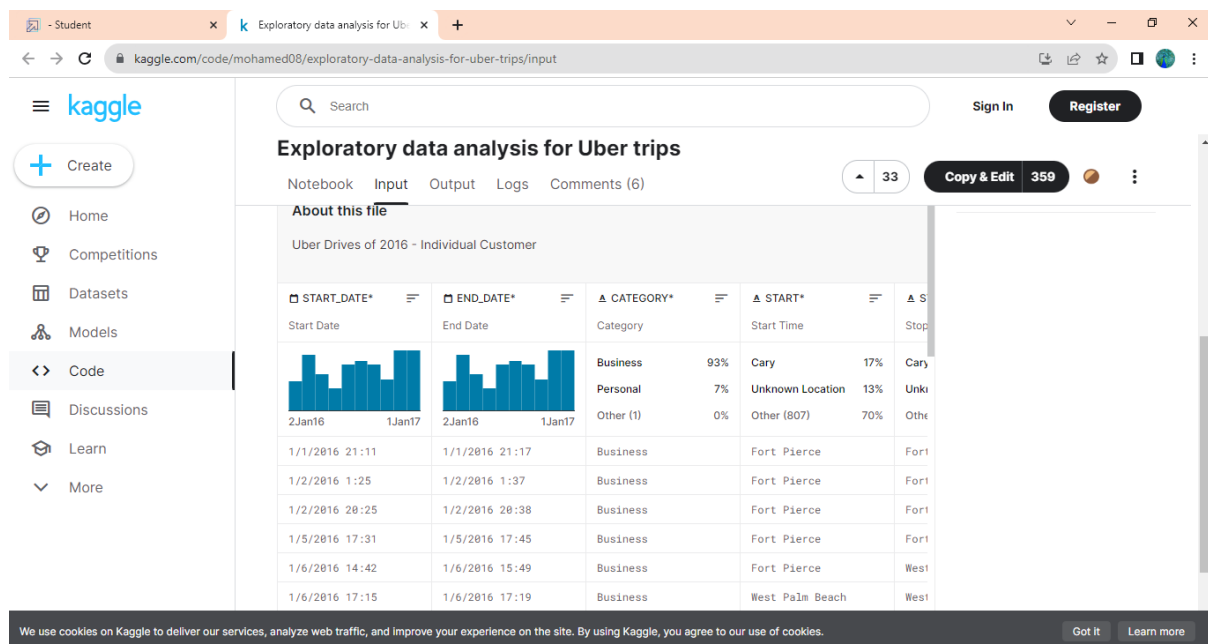 - Student
Exploratory data analysis for Ube
kaggle.com/code/mohamed08/exploratory-data-analysis-for-uber-trips/input
kaggle
Search
Sign In
Register
Create
Exploratory data analysis for Uber trips
33
Copy & Edit 359
Notebook Input Output Logs Comments (6)
Home
Competitions
Datasets
Models
Code
Discussions
Learn
More
About this file
Uber Drives of 2016 - Individual Customer
START_DATE* END_DATE* CATEGORY* START* S
Start Date End Date Category Start Time Stop
Business 93% Cary 17% Cary
Personal 7% Unknown Location 13% Unk
Other (1) 0% Other (807) 70% Othe
2Jan16 1Jan17 2Jan16 1Jan17
1/1/2016 21:11 1/1/2016 21:17 Business Fort Pierce Fort
1/2/2016 1:25 1/2/2016 1:37 Business Fort Pierce Fort
1/2/2016 20:25 1/2/2016 20:38 Business Fort Pierce Fort
1/5/2016 17:31 1/5/2016 17:45 Business Fort Pierce Fort
1/6/2016 14:42 1/6/2016 15:49 Business Fort Pierce West
1/6/2016 17:15 1/6/2016 17:19 Business West Palm Beach West
We use cookies on Kaggle to deliver our services, analyze web traffic, and improve your experience on the site. By using Kaggle, you agree to our use of cookies.
Got it Learn more